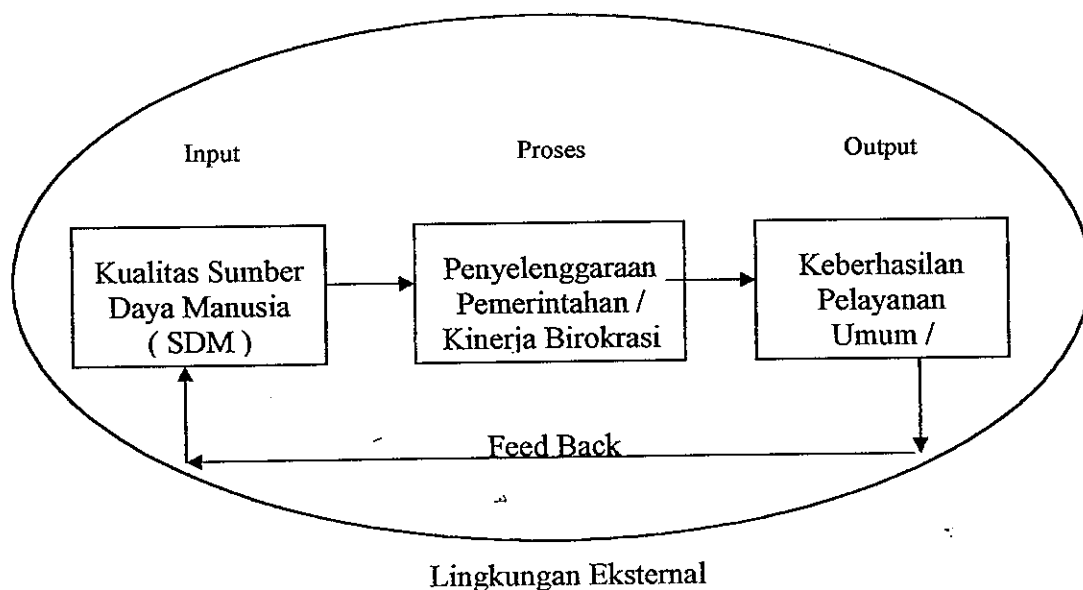 Input
Proses
Output
Kualitas Sumber
Daya Manusia
( SDM )
Penyelenggaraan
Pemerintahan /
Kinerja Birokrasi
Keberhasilan
Pelayanan
Umum /
Feed Back
Lingkungan Eksternal